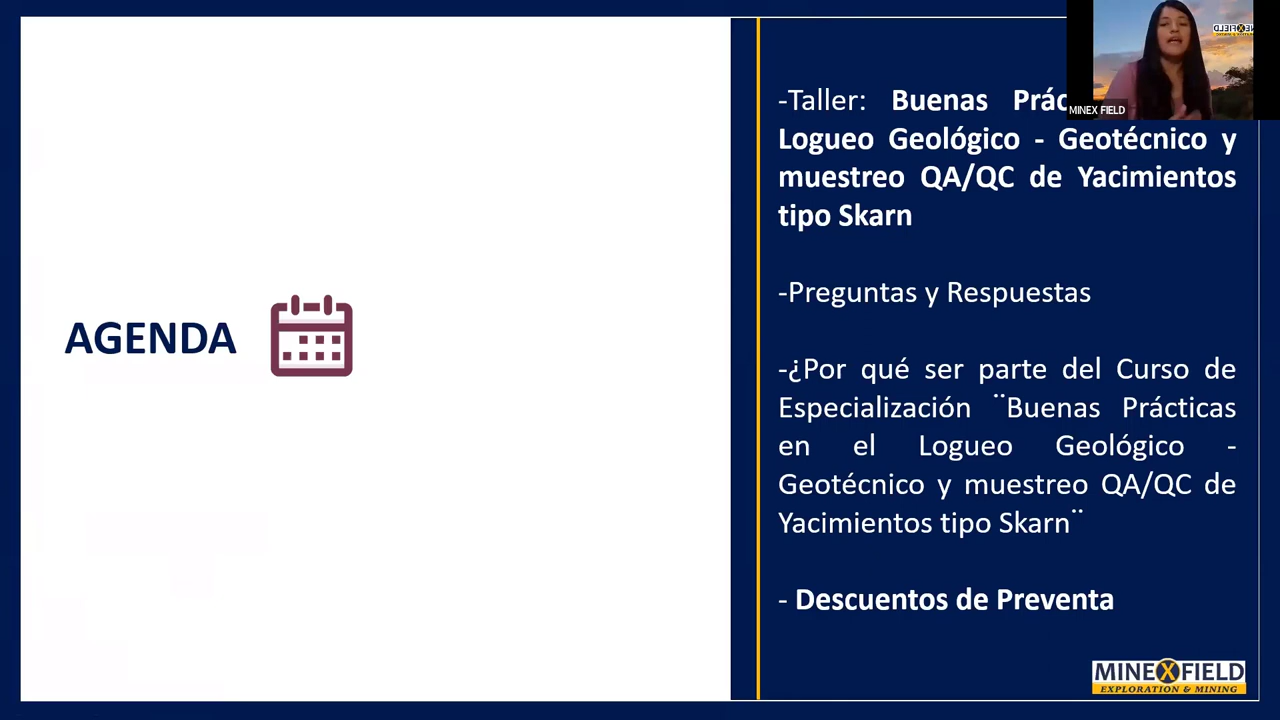 AGENDA
-Taller: Buenas
Logueo Geológico - Geotécnico y
muestreo QA/QC de Yacimientos
tipo Skarn
-Preguntas y Respuestas
-¿Por qué ser parte del Curso de
Especialización ¨Buenas Prácticas
en el Logueo Geológico -
Geotécnico y muestreo QA/QC de
Yacimientos tipo Skarn¨
- Descuentos de Preventa
MINEXFIELD
EXPLORATION & MINING
MINEX FIELD